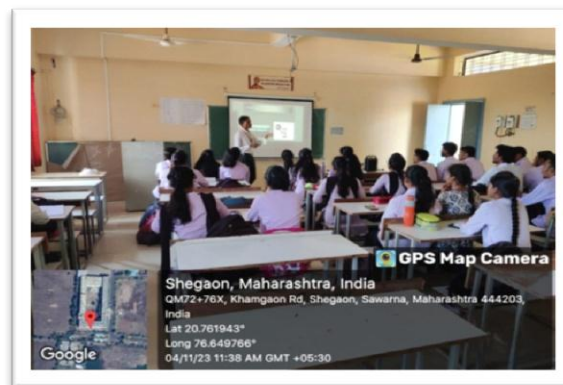 GPS Map Camera
Shegaon, Maharashtra, India
QM72+76X, Khamgaon Rd, Shegaon, Sawarna, Maharashtra 444203,
India
Lat 20.761943°
Long 76.649766°
04/11/23 11:38 AM GMT +05:30
Google